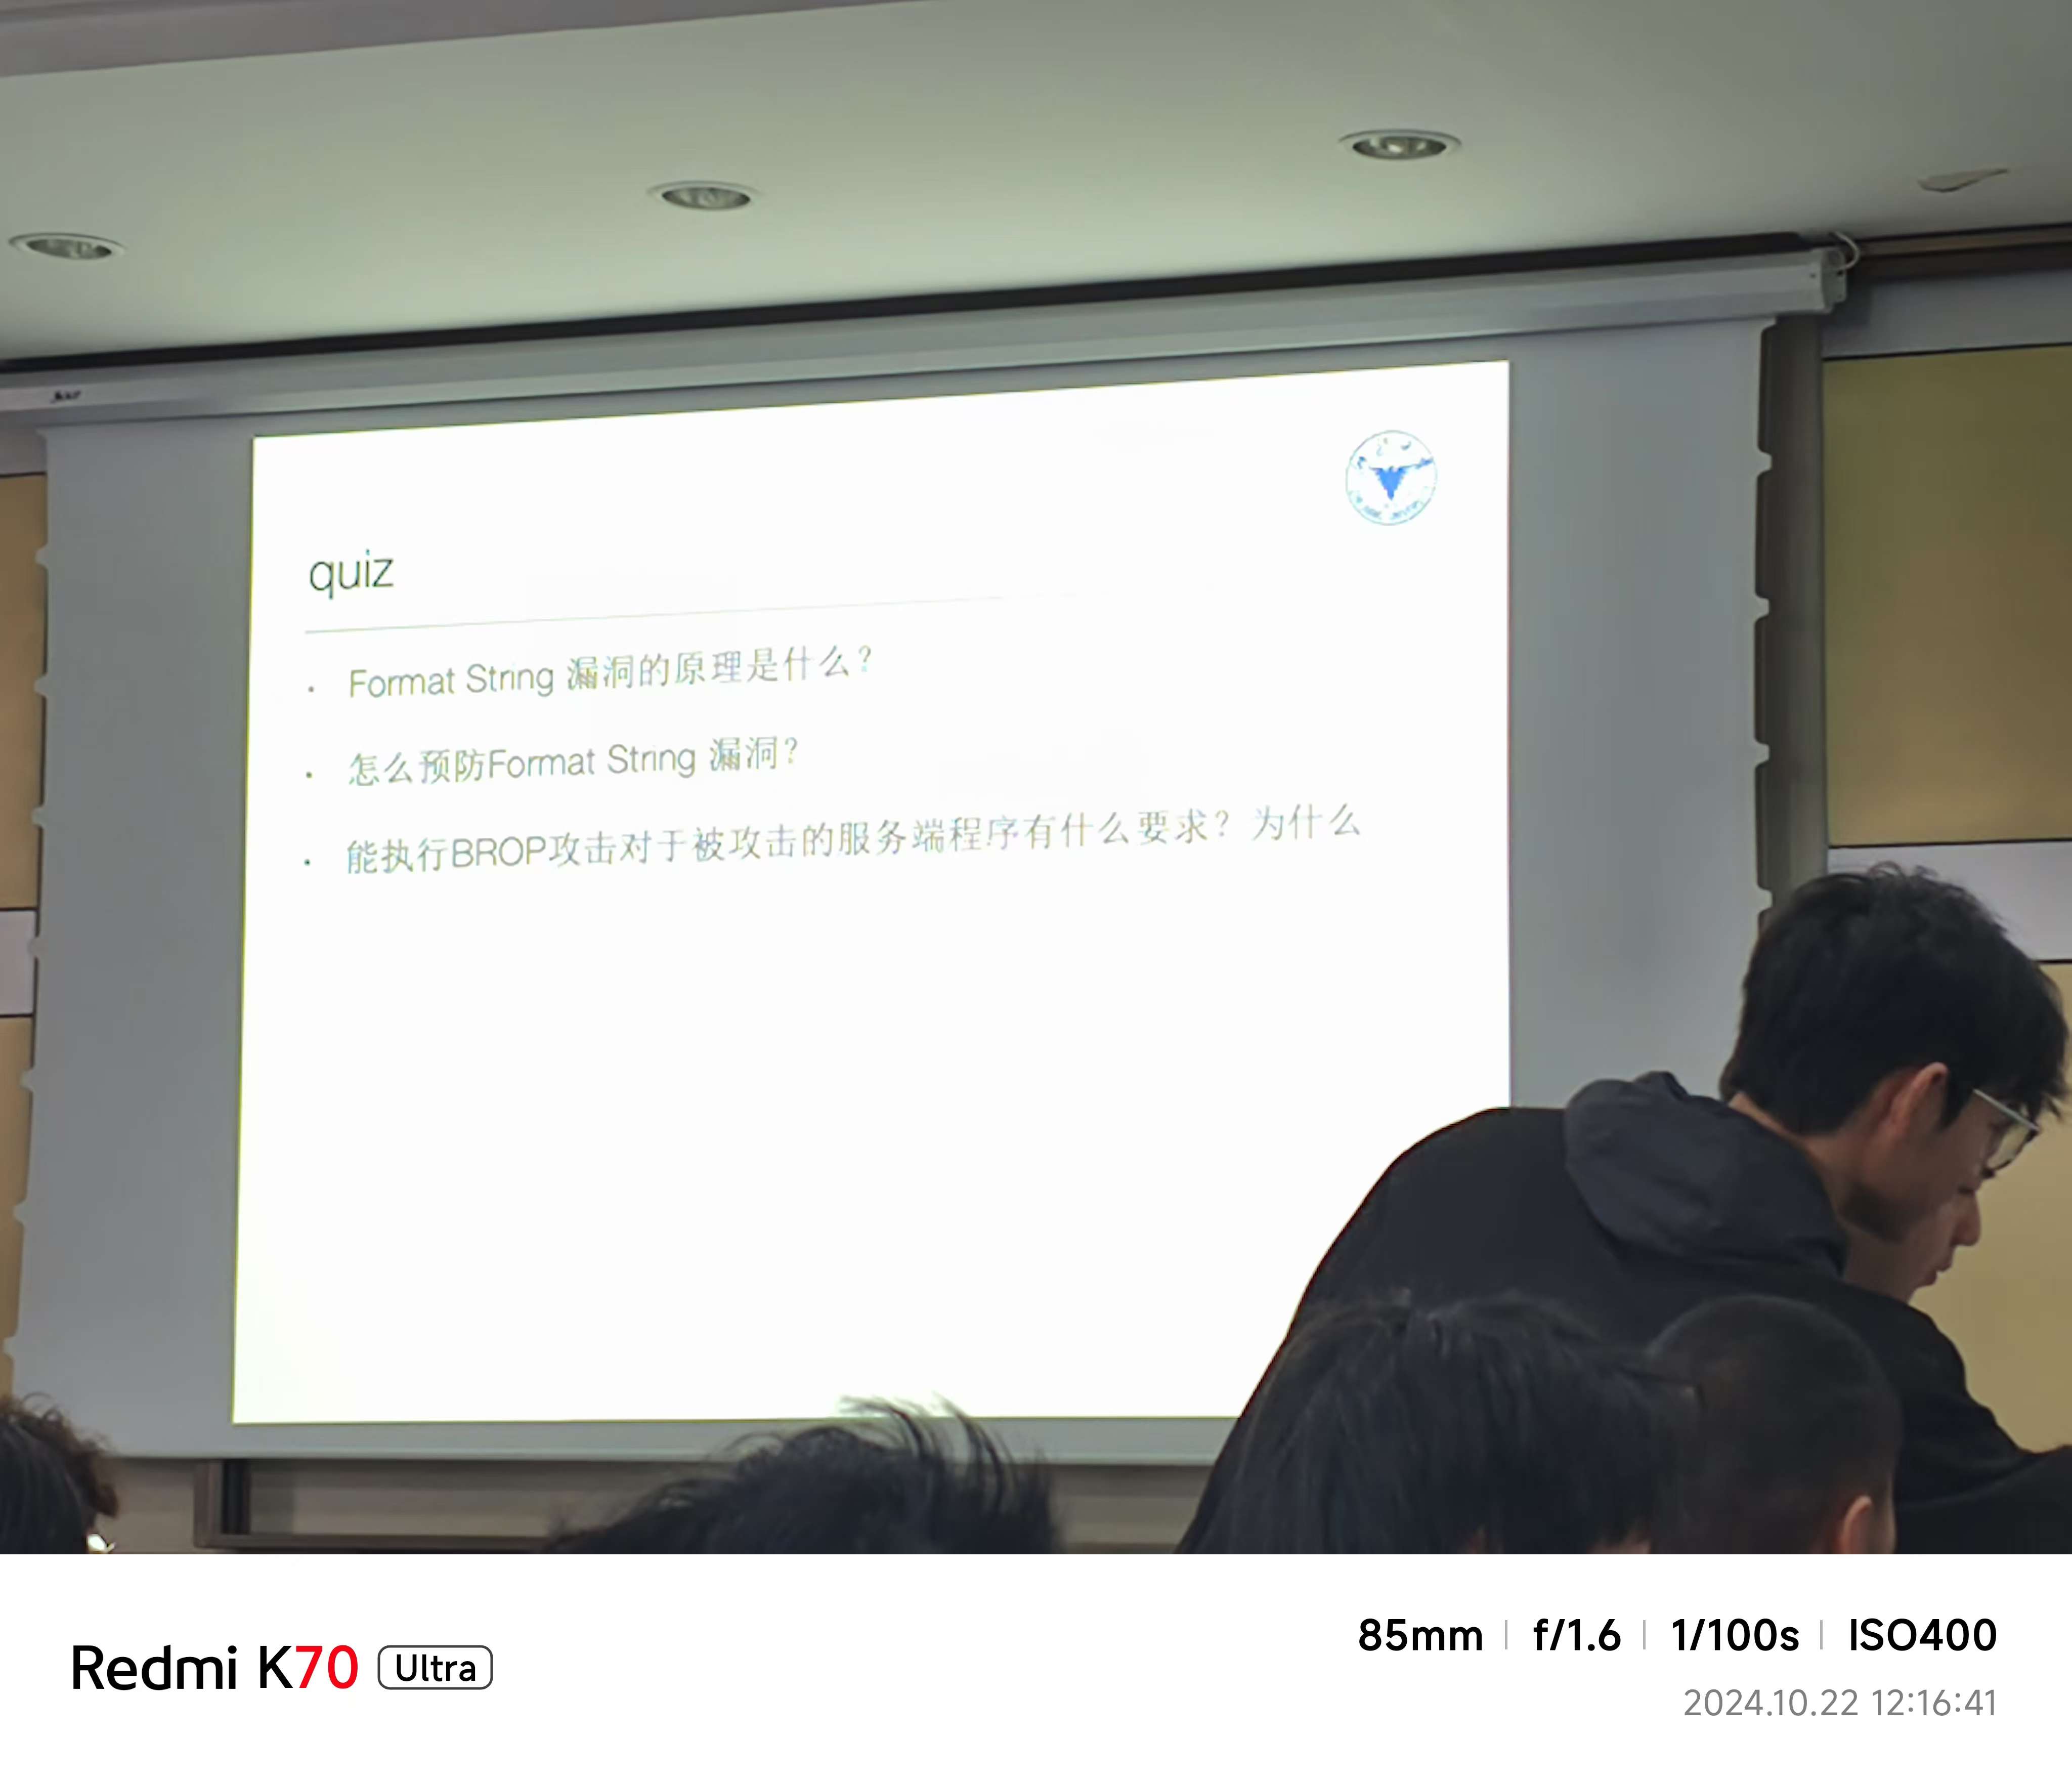 quiz
· Format String 漏洞的原理是什么？
· 怎么预防Format String 漏洞？
· 能执行BROP攻击对于被攻击的服务端程序有什么要求？为什么
Redmi K70 Ultra
85mm | f/1.6 | 1/100s | ISO400
2024.10.22 12:16:41